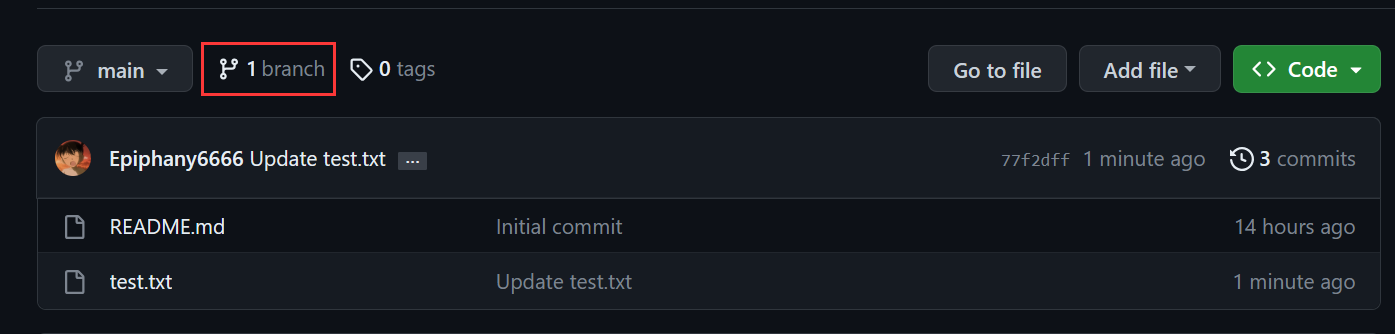 main 1 branch 0 tags Go to file Add file Code
Epiphany6666 Update test.txt ... 77f2dff 1 minute ago 3 commits
README.md Initial commit 14 hours ago
test.txt Update test.txt 1 minute ago